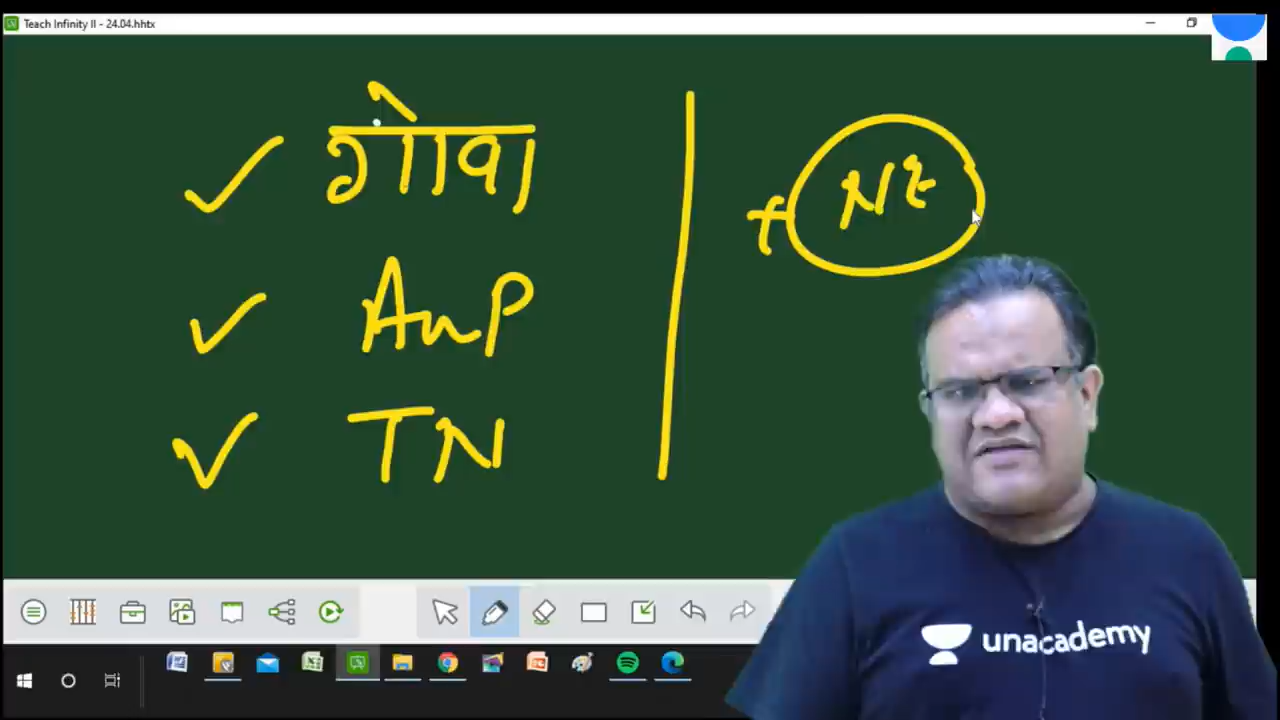 Teach Infinity II - 24.04.hhtx
गोवा
AnP
TN
+ NE
unacademy